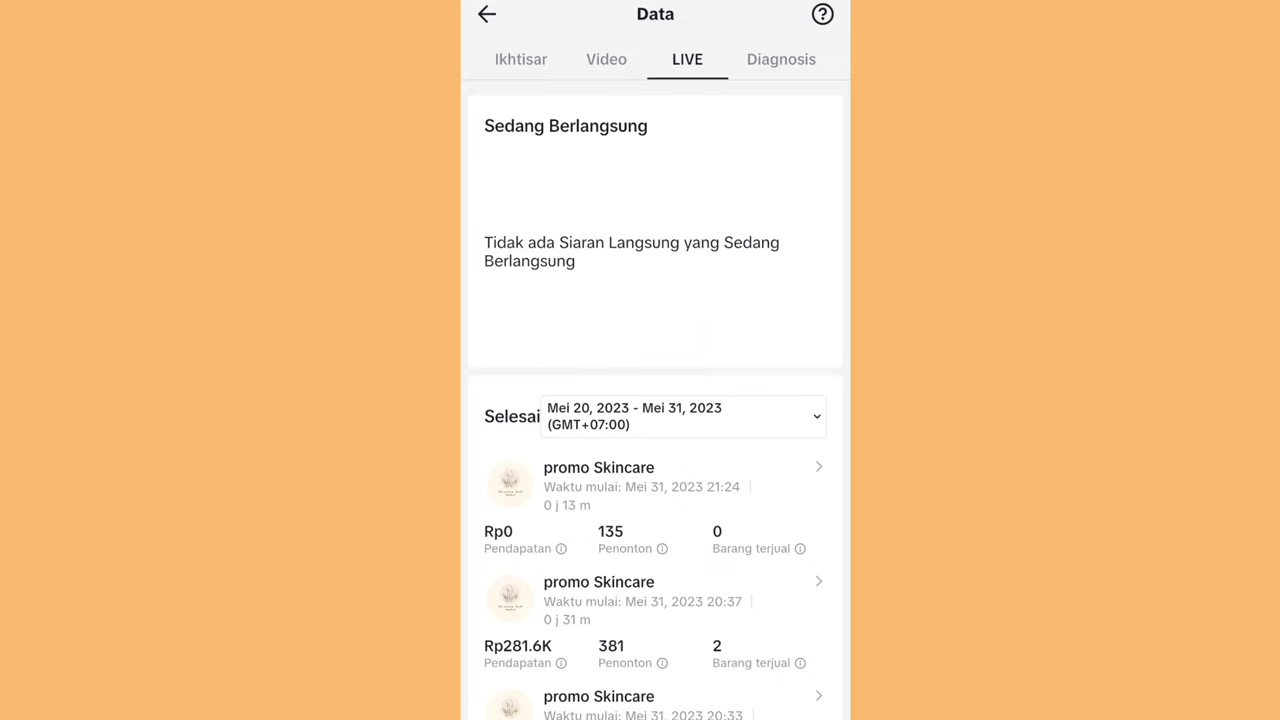 Data
Ikhtisar Video LIVE Diagnosis
Sedang Berlangsung
Tidak ada Siaran Langsung yang Sedang
Berlangsung
Selesai
Mei 20, 2023 - Mei 31, 2023
(GMT+07:00)
promo Skincare
Waktu mulai: Mei 31, 2023 21:24
0 j 13 m
Rp0 135 0
Pendapatan Penonton Barang terjual
promo Skincare
Waktu mulai: Mei 31, 2023 20:37
0 j 31 m
Rp281.6K 381 2
Pendapatan Penonton Barang terjual
promo Skincare
Waktu mulai: Mei 31, 2023 20:33